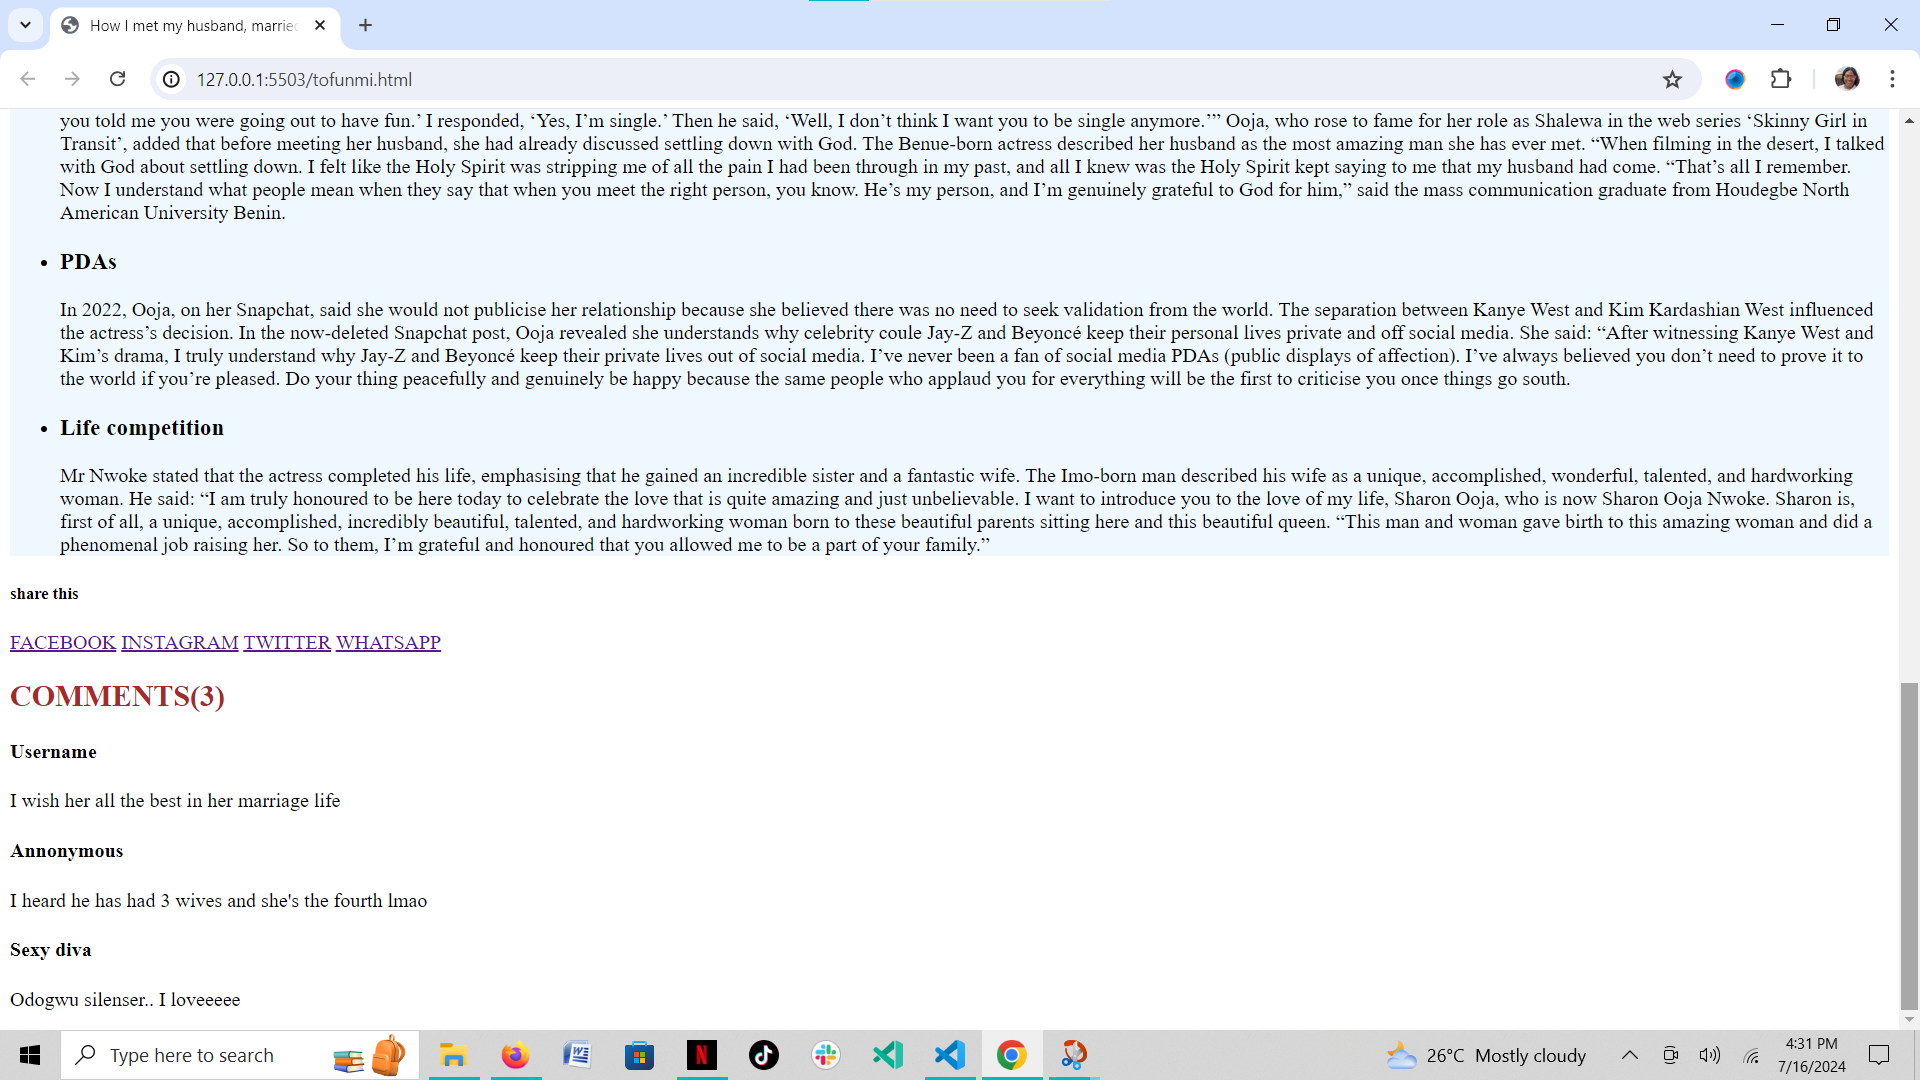 How I met my husband, marrie
127.0.0.1:5503/tofunmi.html
you told me you were going out to have fun.’ I responded, ‘Yes, I’m single.’ Then he said, ‘Well, I don’t think I want you to be single anymore.’” Ooja, who rose to fame for her role as Shalewa in the web series ‘Skinny Girl in
Transit’, added that before meeting her husband, she had already discussed settling down with God. The Benue-born actress described her husband as the most amazing man she has ever met. “When filming in the desert, I talked
with God about settling down. I felt like the Holy Spirit was stripping me of all the pain I had been through in my past, and all I knew was the Holy Spirit kept saying to me that my husband had come. “That’s all I remember.
Now I understand what people mean when they say that when you meet the right person, you know. He’s my person, and I’m genuinely grateful to God for him,” said the mass communication graduate from Houdegbe North
American University Benin.
• PDAs
In 2022, Ooja, on her Snapchat, said she would not publicise her relationship because she believed there was no need to seek validation from the world. The separation between Kanye West and Kim Kardashian West influenced
the actress’s decision. In the now-deleted Snapchat post, Ooja revealed she understands why celebrity coule Jay-Z and Beyoncé keep their personal lives private and off social media. She said: “After witnessing Kanye West and
Kim’s drama, I truly understand why Jay-Z and Beyoncé keep their private lives out of social media. I’ve never been a fan of social media PDAs (public displays of affection). I’ve always believed you don’t need to prove it to
the world if you’re pleased. Do your thing peacefully and genuinely be happy because the same people who applaud you for everything will be the first to criticise you once things go south.
• Life competition
Mr Nwoke stated that the actress completed his life, emphasising that he gained an incredible sister and a fantastic wife. The Imo-born man described his wife as a unique, accomplished, wonderful, talented, and hardworking
woman. He said: “I am truly honoured to be here today to celebrate the love that is quite amazing and just unbelievable. I want to introduce you to the love of my life, Sharon Ooja, who is now Sharon Ooja Nwoke. Sharon is,
first of all, a unique, accomplished, incredibly beautiful, talented, and hardworking woman born to these beautiful parents sitting here and this beautiful queen. “This man and woman gave birth to this amazing woman and did a
phenomenal job raising her. So to them, I’m grateful and honoured that you allowed me to be a part of your family.”
share this
FACEBOOK INSTAGRAM TWITTER WHATSAPP
COMMENTS(3)
Username
I wish her all the best in her marriage life
Annonymous
I heard he has had 3 wives and she's the fourth lmao
Sexy diva
Odogwu silenser.. I loveeeee
Type here to search
26°C Mostly cloudy
4:31 PM
7/16/2024